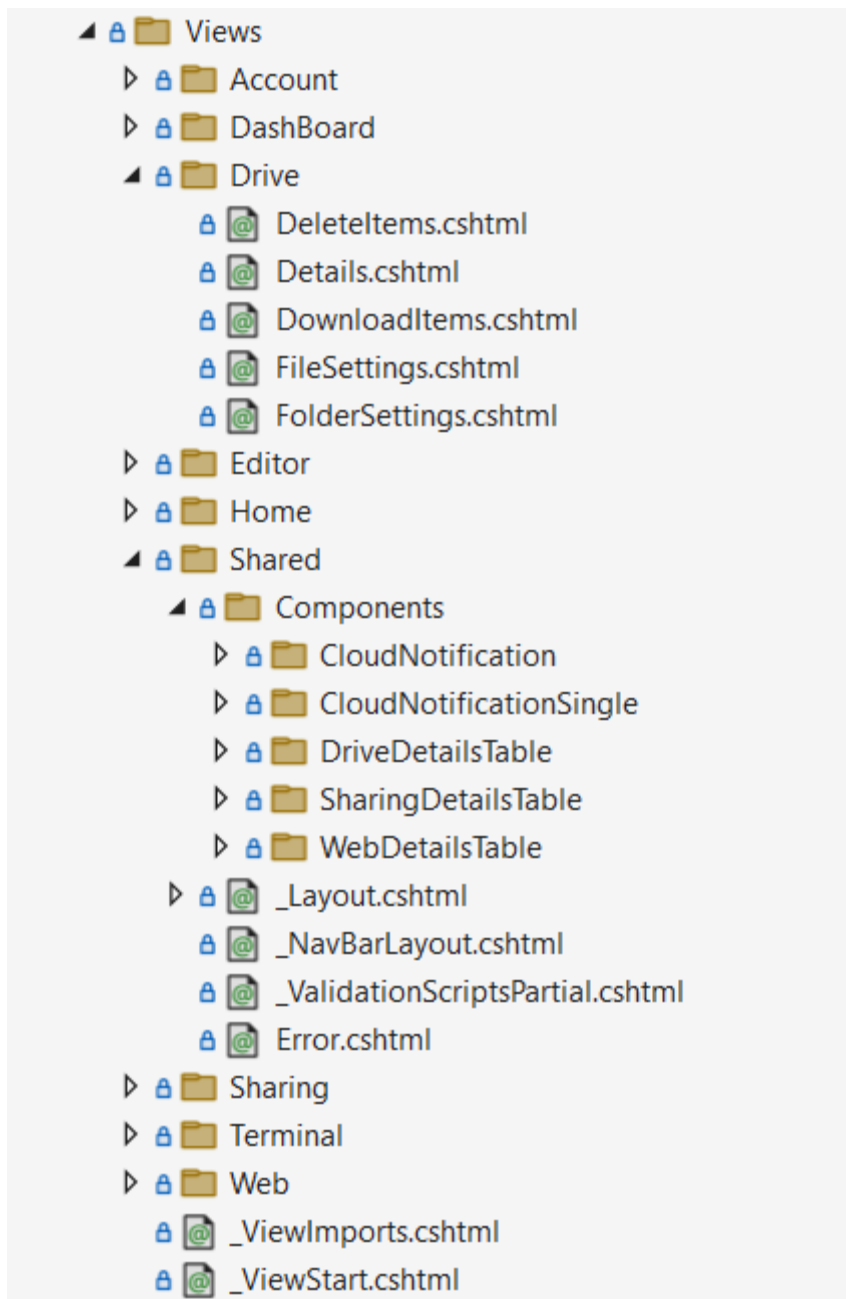 Views
Account
DashBoard
Drive
DeleteItems.cshtml
Details.cshtml
DownloadItems.cshtml
FileSettings.cshtml
FolderSettings.cshtml
Editor
Home
Shared
Components
CloudNotification
CloudNotificationSingle
DriveDetailsTable
SharingDetailsTable
WebDetailsTable
_Layout.cshtml
_NavBarLayout.cshtml
_ValidationScriptsPartial.cshtml
Error.cshtml
Sharing
Terminal
Web
_ViewImports.cshtml
_ViewStart.cshtml